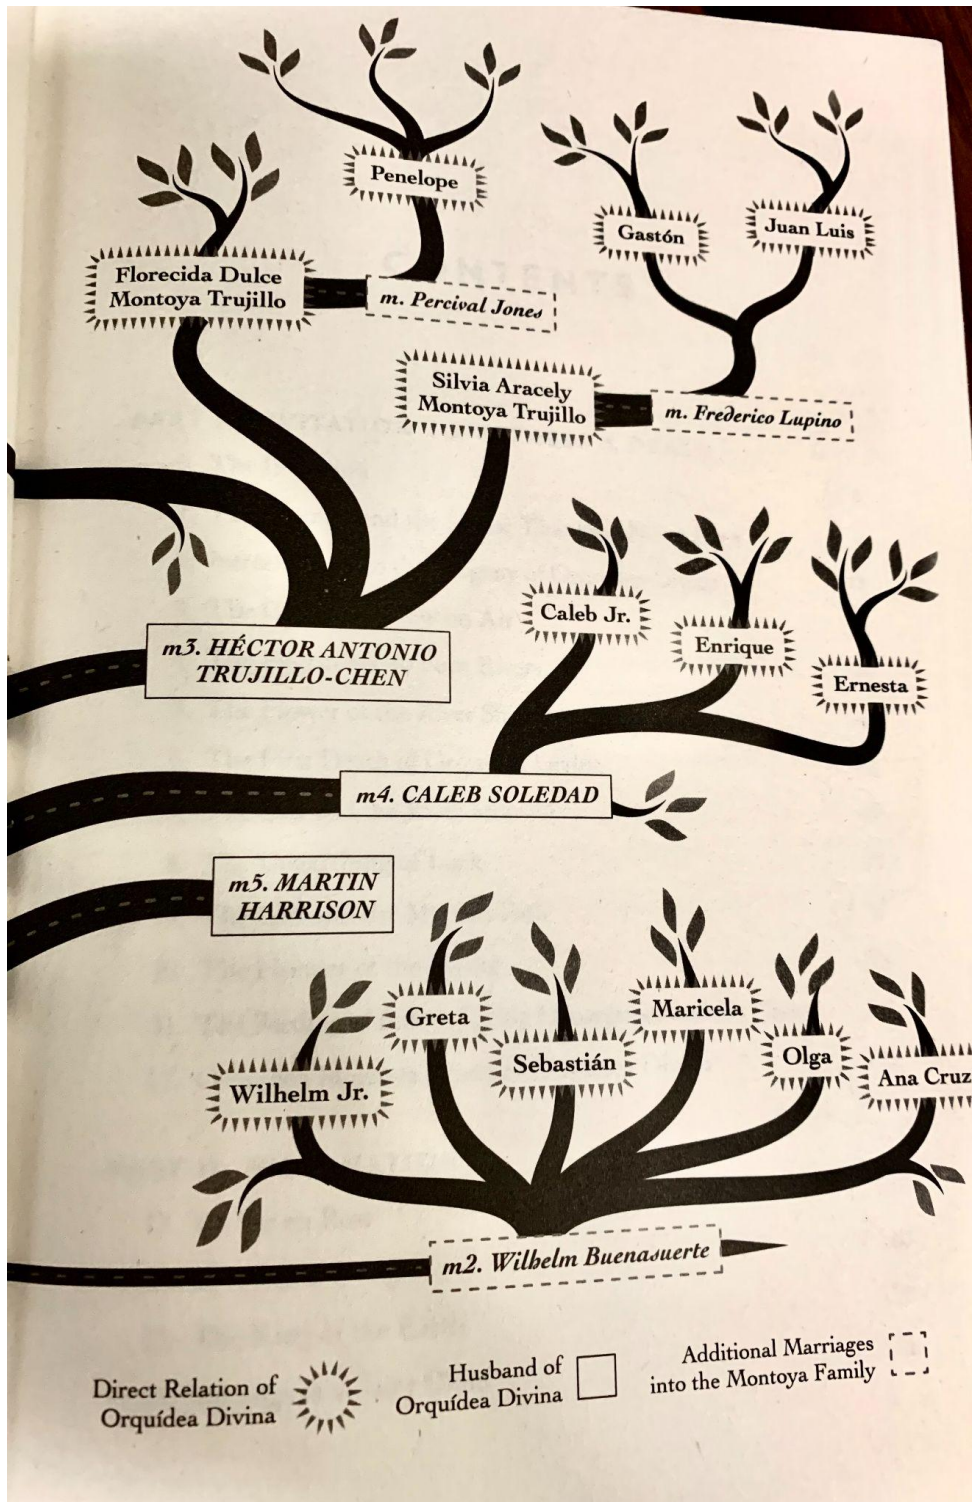 Penelope
Gastón
Juan Luis
Florecida Dulce
Montoya Trujillo
m. Percival Jones
Silvia Aracely
Montoya Trujillo
m. Frederico Lupino
Caleb Jr.
Enrique
Ernesta
m3. HÉCTOR ANTONIO
TRUJILLO-CHEN
m4. CALEB SOLEDAD
m5. MARTIN
HARRISON
Wilhelm Jr.
Greta
Sebastián
Maricela
Olga
Ana Cruz
m2. Wilhelm Buenasuerte
Direct Relation of
Orquídea Divina
Husband of
Orquídea Divina
Additional Marriages
into the Montoya Family